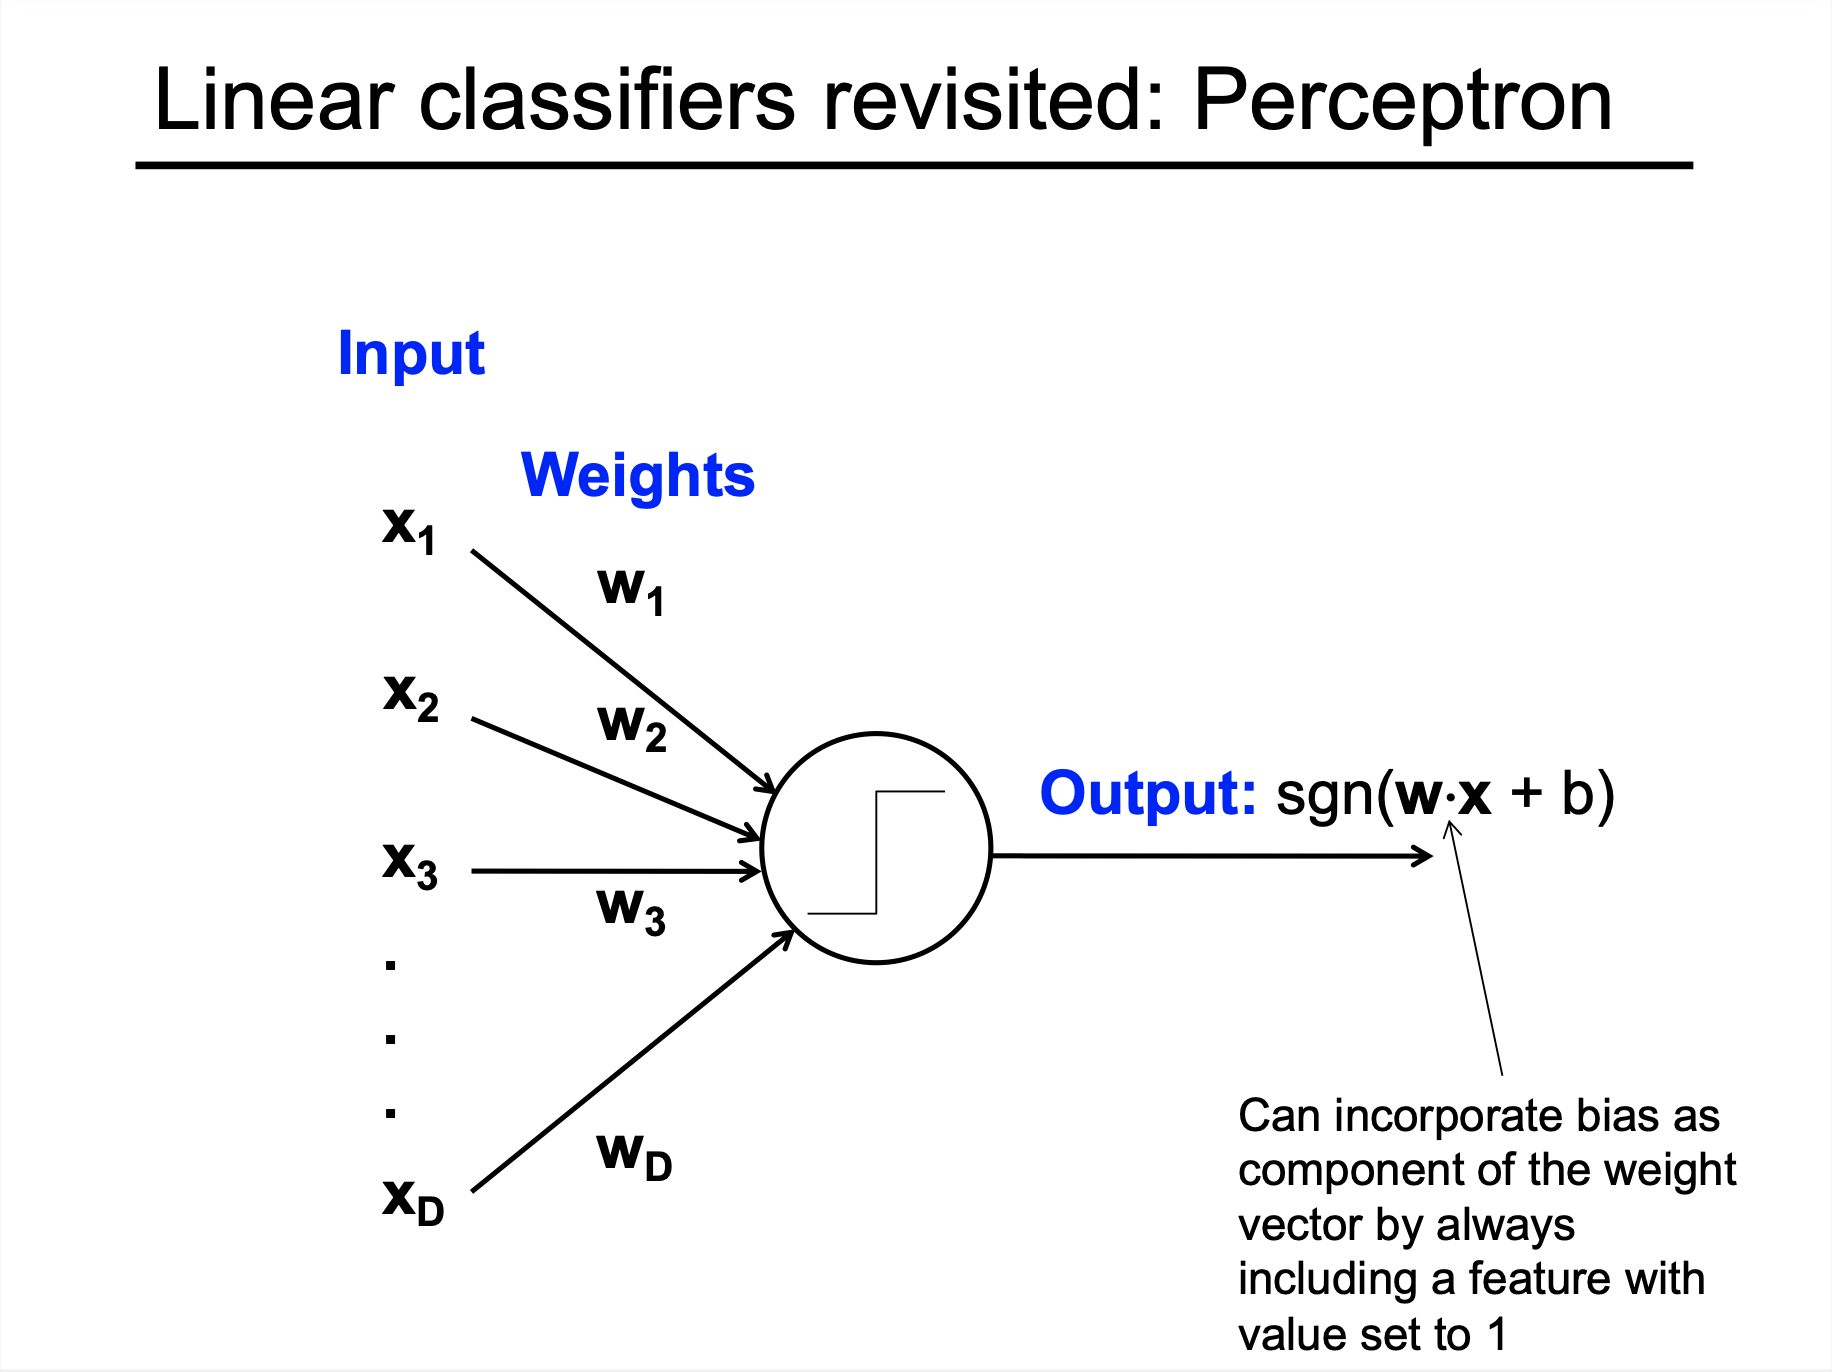 Linear classifiers revisited: Perceptron
Input
Weights
x1
w1
x2
w2
x3
w3
.
.
.
xD
wD
Output: sgn(w·x + b)
Can incorporate bias as
component of the weight
vector by always
including a feature with
value set to 1